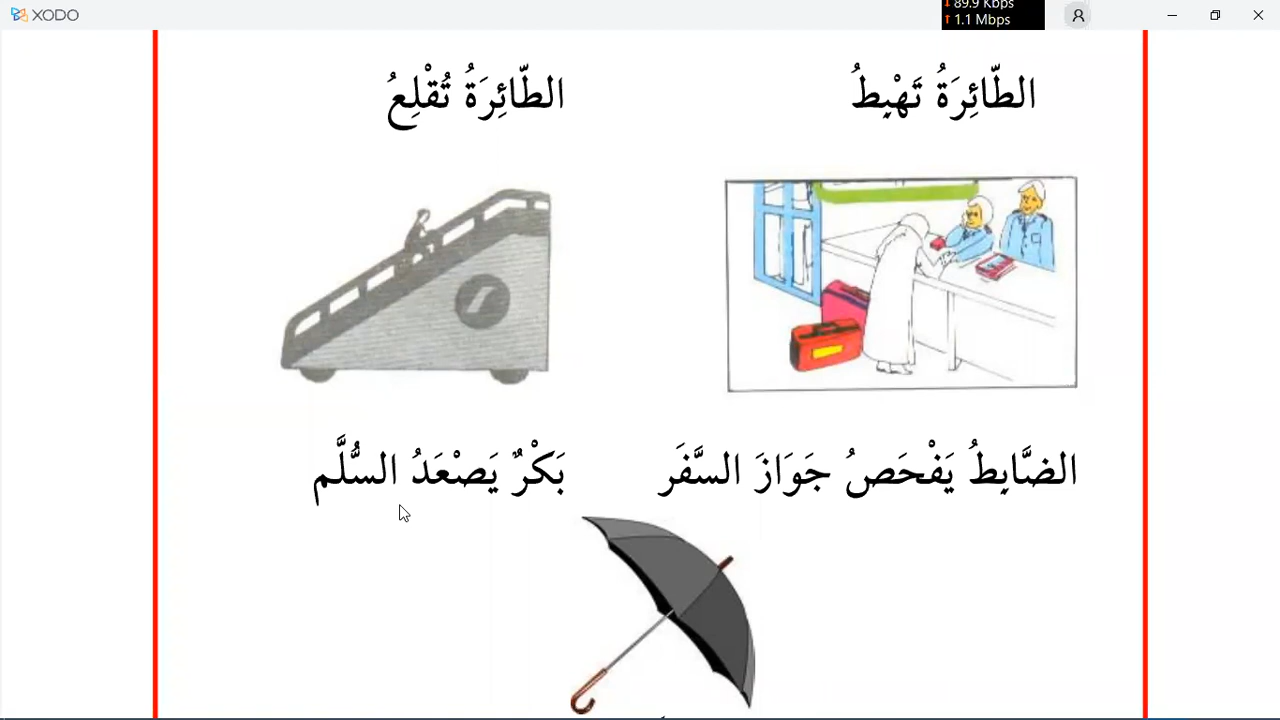 XODO
89.9 Kbps
1.1 Mbps
الطّائِرَةُ تَهْبِطُ
الطّائِرَةُ تُقْلِعُ
الضَّابِطُ يَفْحَصُ جَوَازَ السَّفَر
بَكْرٌ يَصْعَدُ السُّلَّم